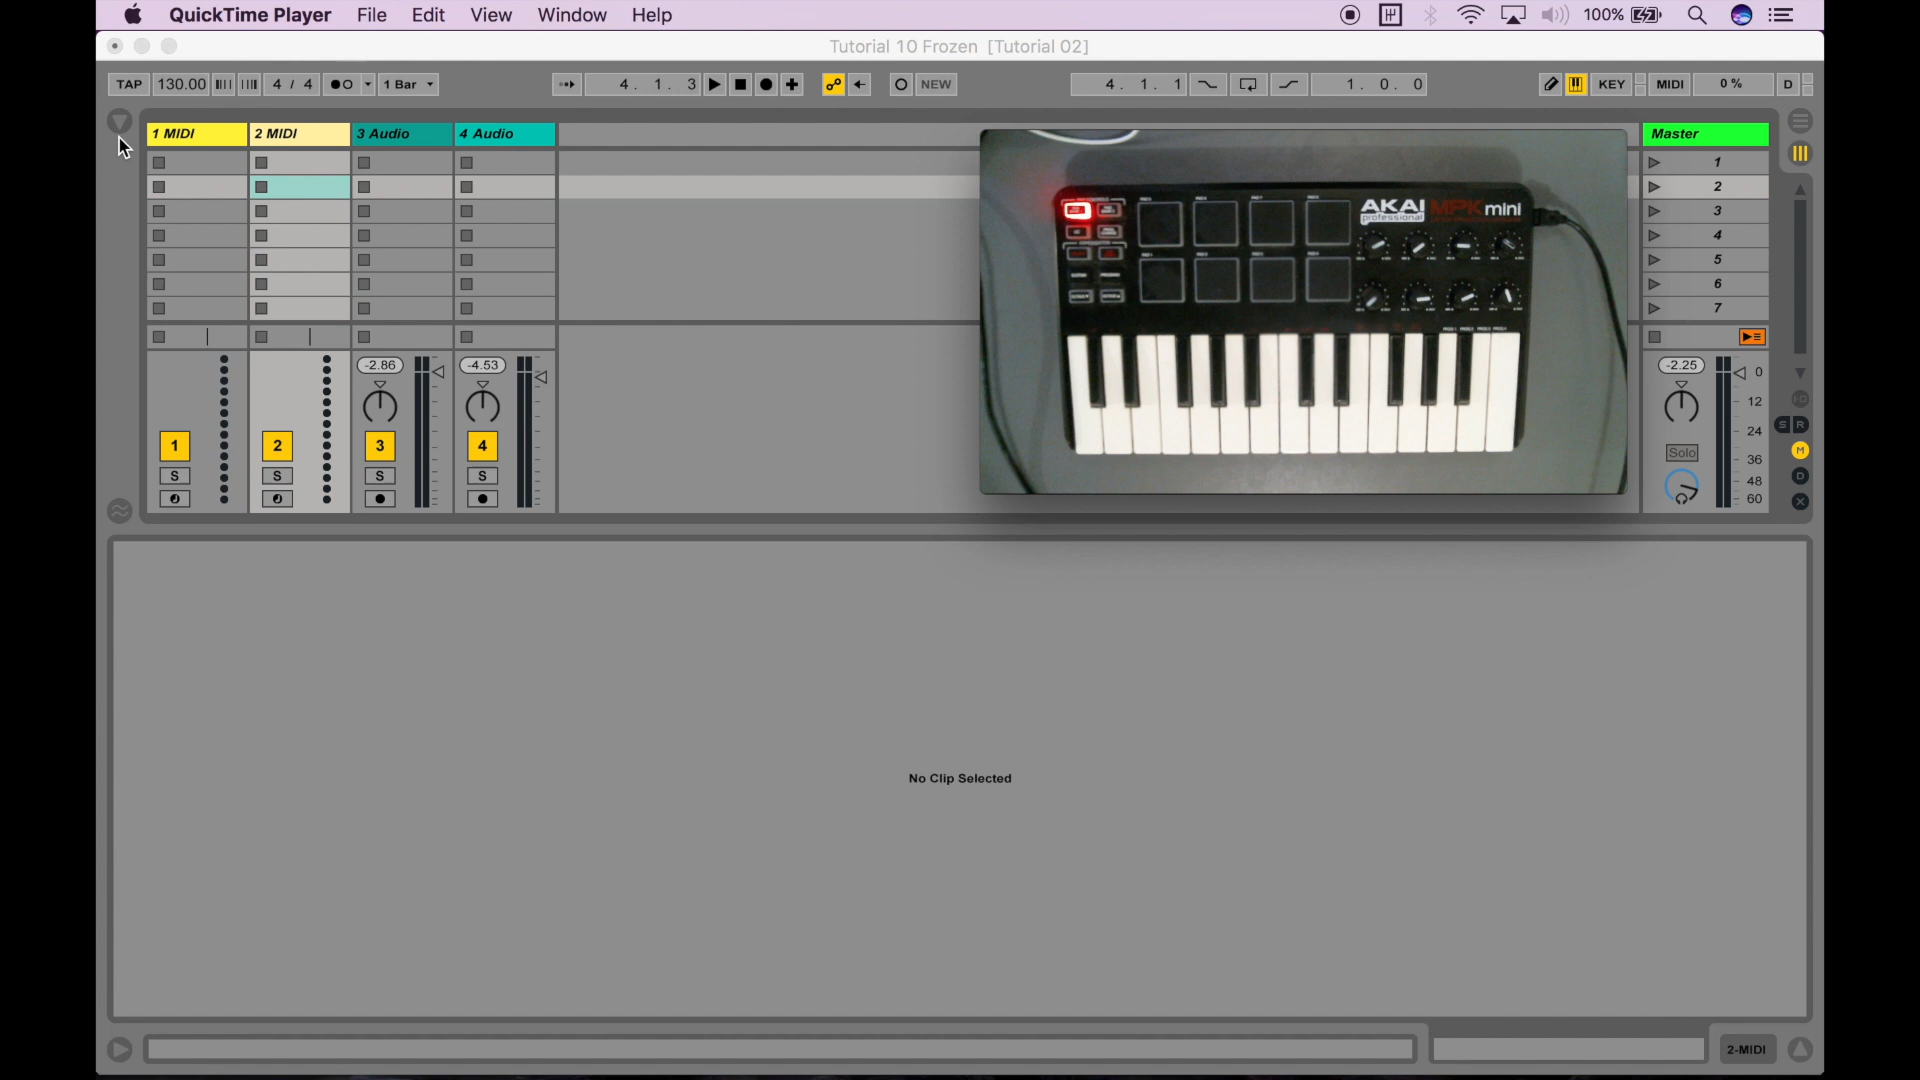 QuickTime Player File Edit View Window Help 100%
Tutorial 10 Frozen [Tutorial 02]
TAP 130.00 4 / 4 1 Bar 4. 1. 3 NEW 4. 1. 1 1. 0. 0 KEY MIDI 0 % D
1 MIDI 2 MIDI 3 Audio 4 Audio Master
1
2
3
4
5
6
7
AKAI MPK mini
professional
-2.86 -4.53 -2.25 0
12
24
36
48
60
1 2 3 4 Solo
S S S S
S R
M
D
X
No Clip Selected
2-MIDI